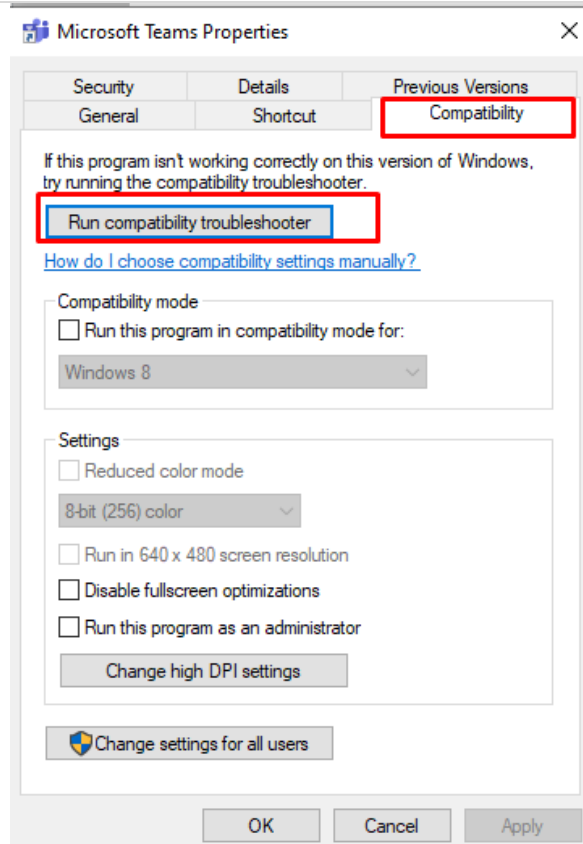 Microsoft Teams Properties
Security Details Previous Versions
General Shortcut Compatibility
If this program isn't working correctly on this version of Windows,
try running the compatibility troubleshooter.
Run compatibility troubleshooter
How do I choose compatibility settings manually?
Compatibility mode
Run this program in compatibility mode for:
Windows 8
Settings
Reduced color mode
8-bit (256) color
Run in 640 x 480 screen resolution
Disable fullscreen optimizations
Run this program as an administrator
Change high DPI settings
Change settings for all users
OK Cancel Apply